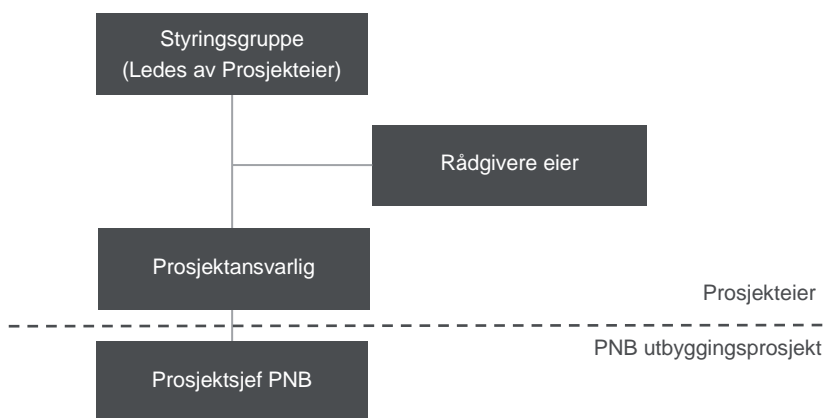 Styringsgruppe
(Ledes av Prosjekteier)
Rådgivere eier
Prosjektansvarlig
Prosjekteier
PNB utbyggingsprosjekt
Prosjektsjef PNB